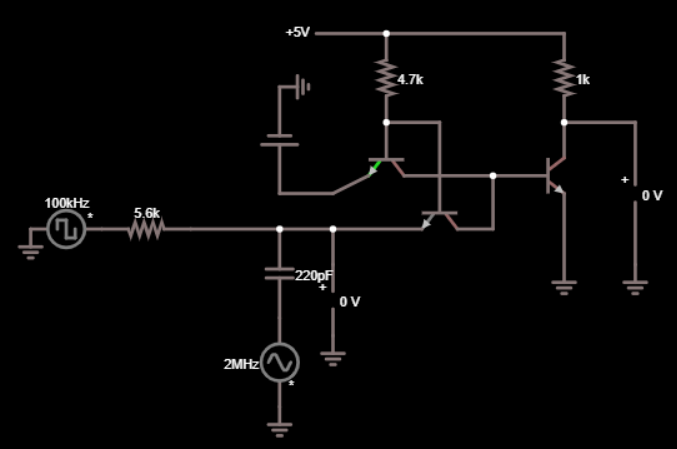 +5V
4.7k
1k
+
0 V
100kHz
*
5.6k
220pF
+
0 V
2MHz
*